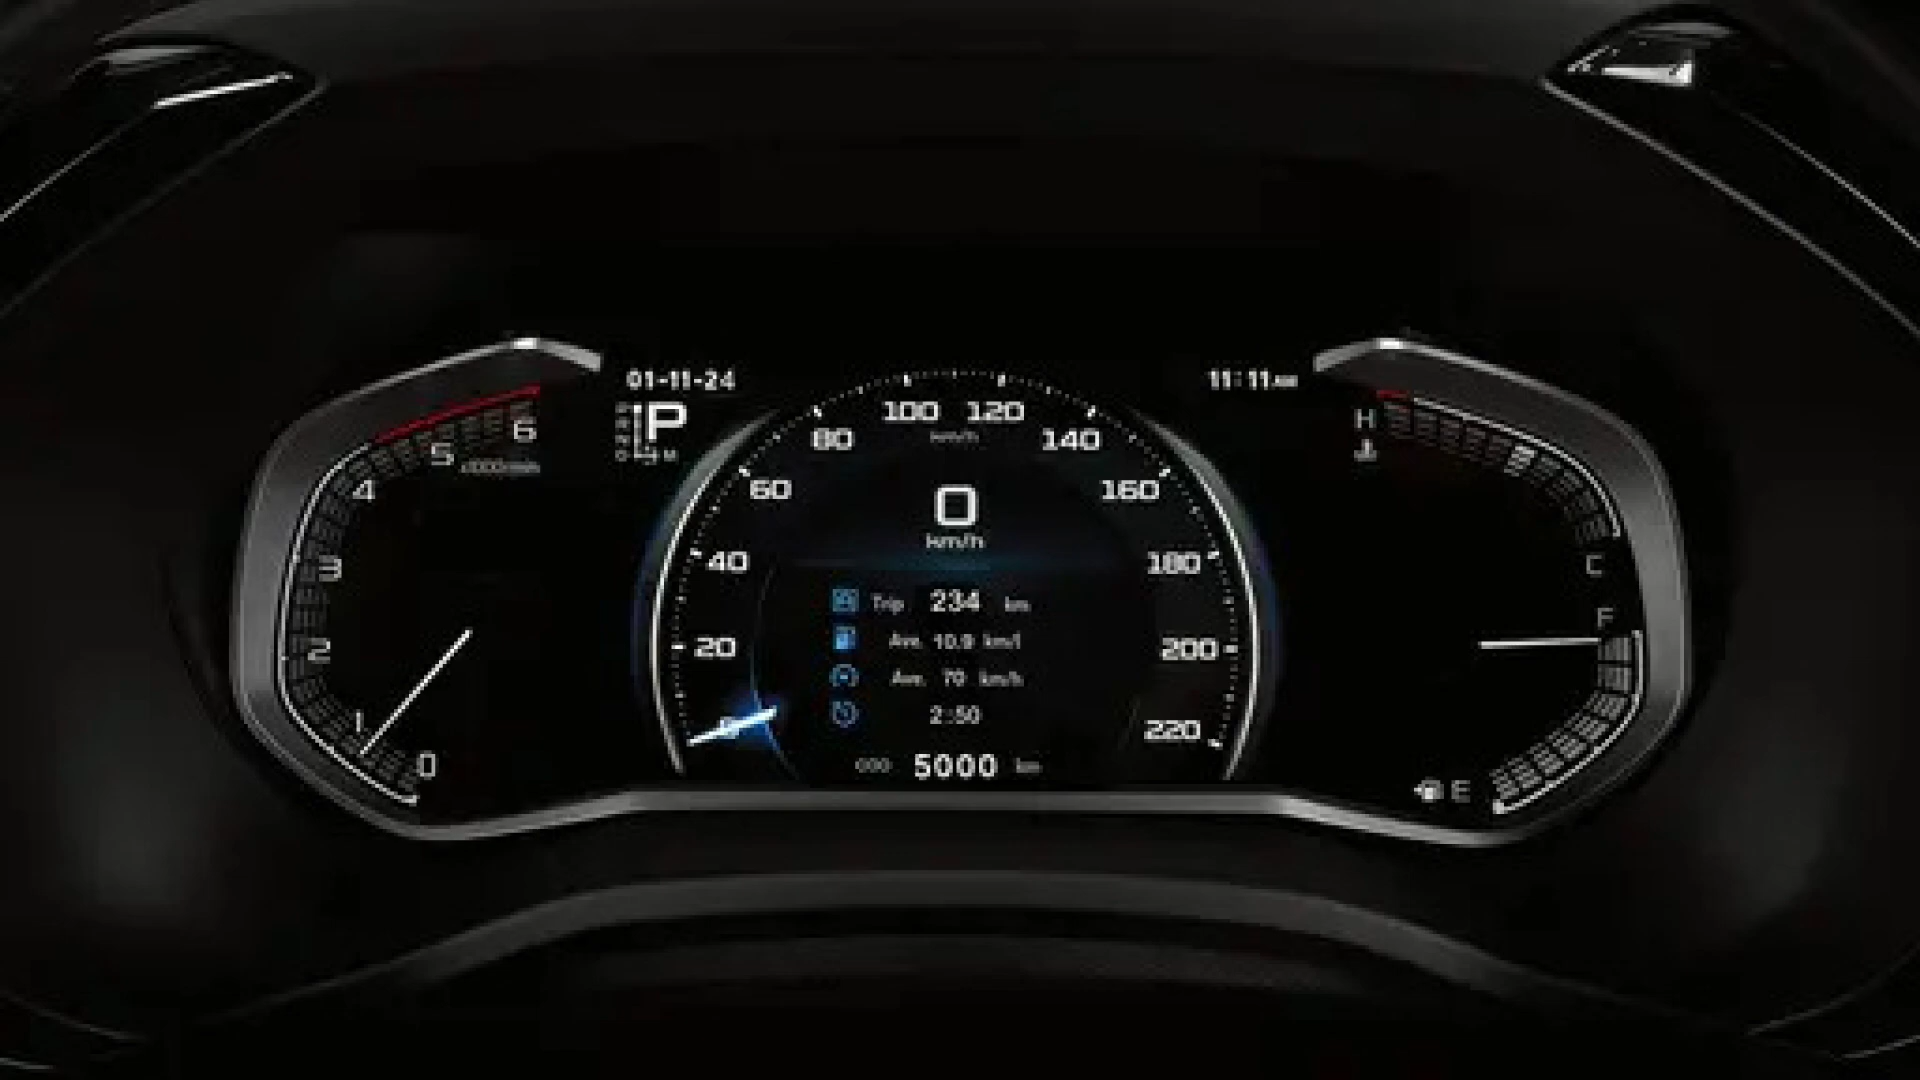 01-11-24
11:11 AM
P
6
5
x1000r/min
4
3
2
1
0
100 120
km/h
80 140
60 160
40 180
20 200
220
0
km/h
Trip 234 km
Ave. 10.9 km/l
Ave. 70 km/h
2:50
ODO 5000 km
H
C
F
E